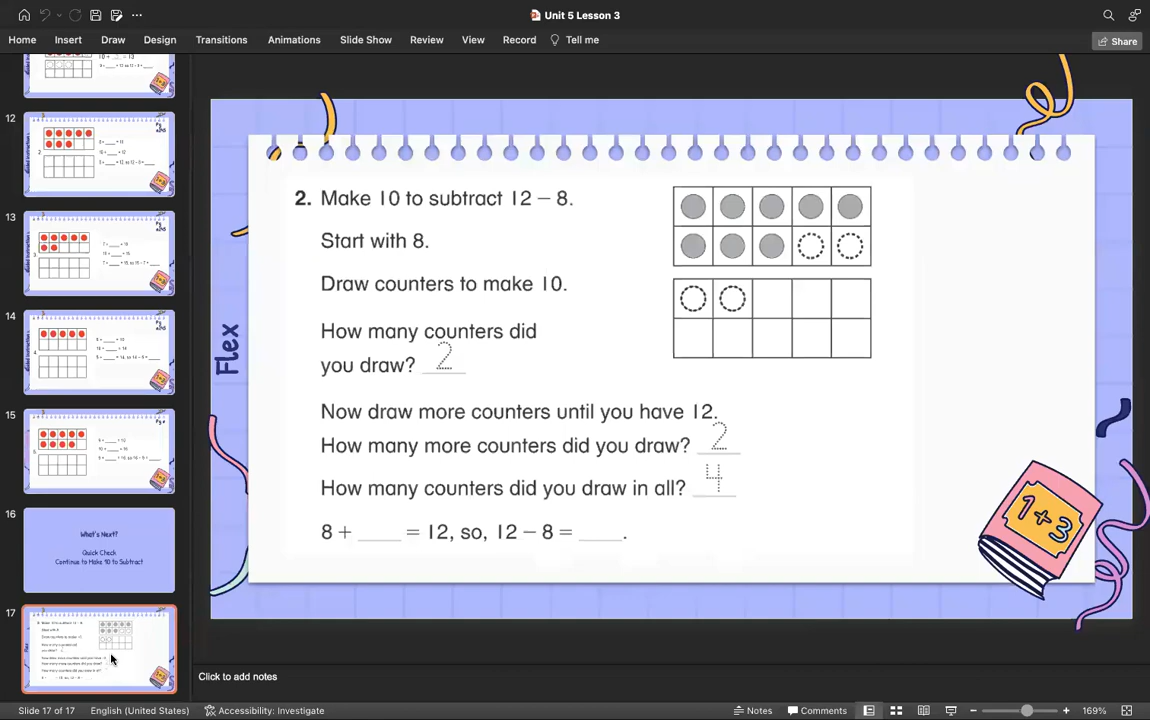 Unit 5 Lesson 3
Home Insert Draw Design Transitions Animations Slide Show Review View Record Tell me
Share
12
2.
13
3.
14
4.
15
5.
16
What's Next?
Quick Check
Continue to Make 10 to Subtract
17
Flex
2. Make 10 to subtract 12 – 8.
Start with 8.
Draw counters to make 10.
How many counters did
you draw? 2
Now draw more counters until you have 12.
How many more counters did you draw? 2
How many counters did you draw in all? 4
8 + ____ = 12, so, 12 – 8 = ____.
1+3
Click to add notes
Slide 17 of 17 English (United States) Accessibility: Investigate Notes Comments 169%